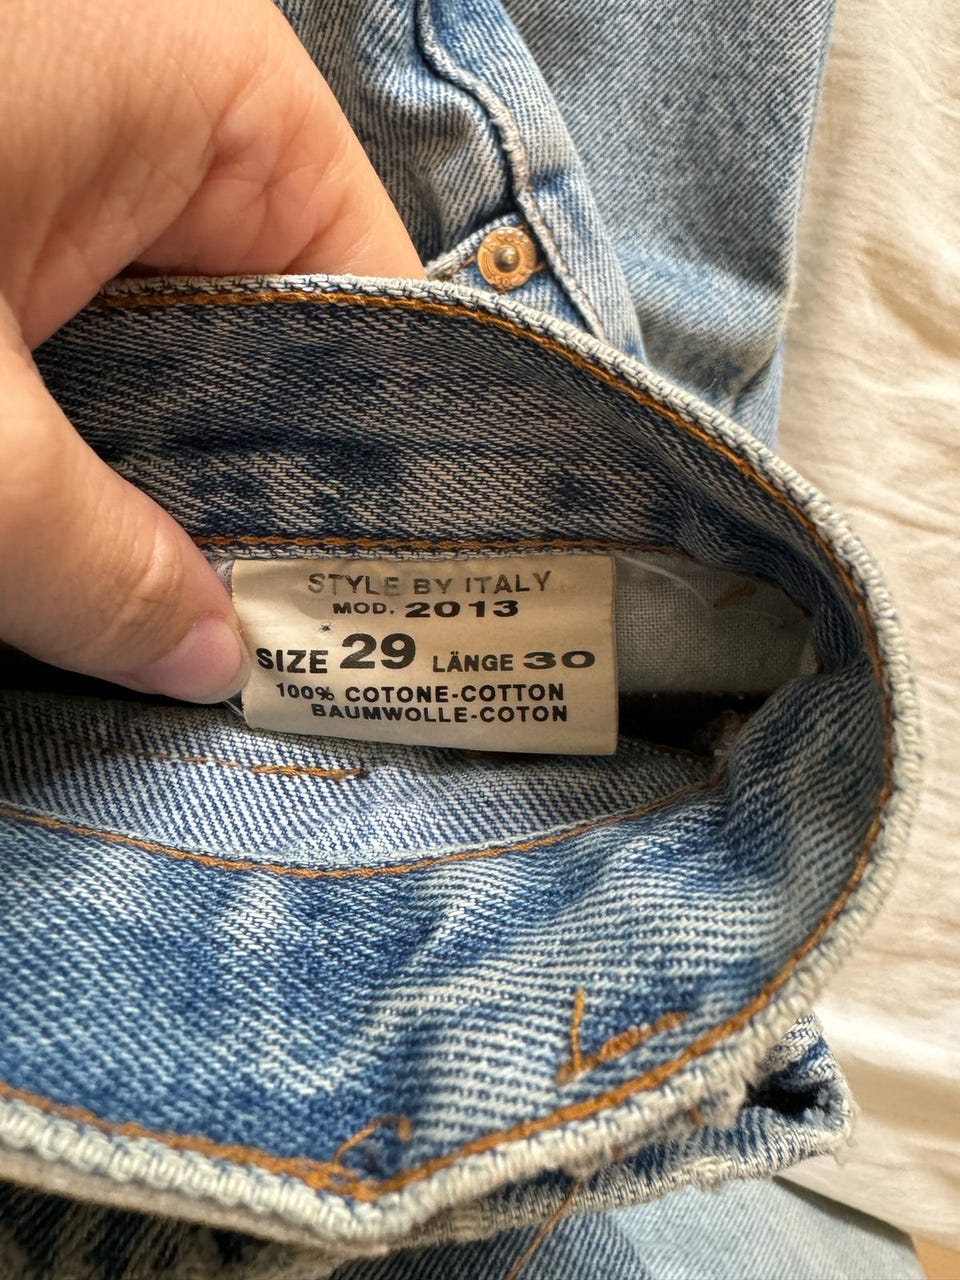 STYLE BY ITALY
MOD. 2013
SIZE 29 LÄNGE 30
100% COTONE-COTTON
BAUMWOLLE-COTON